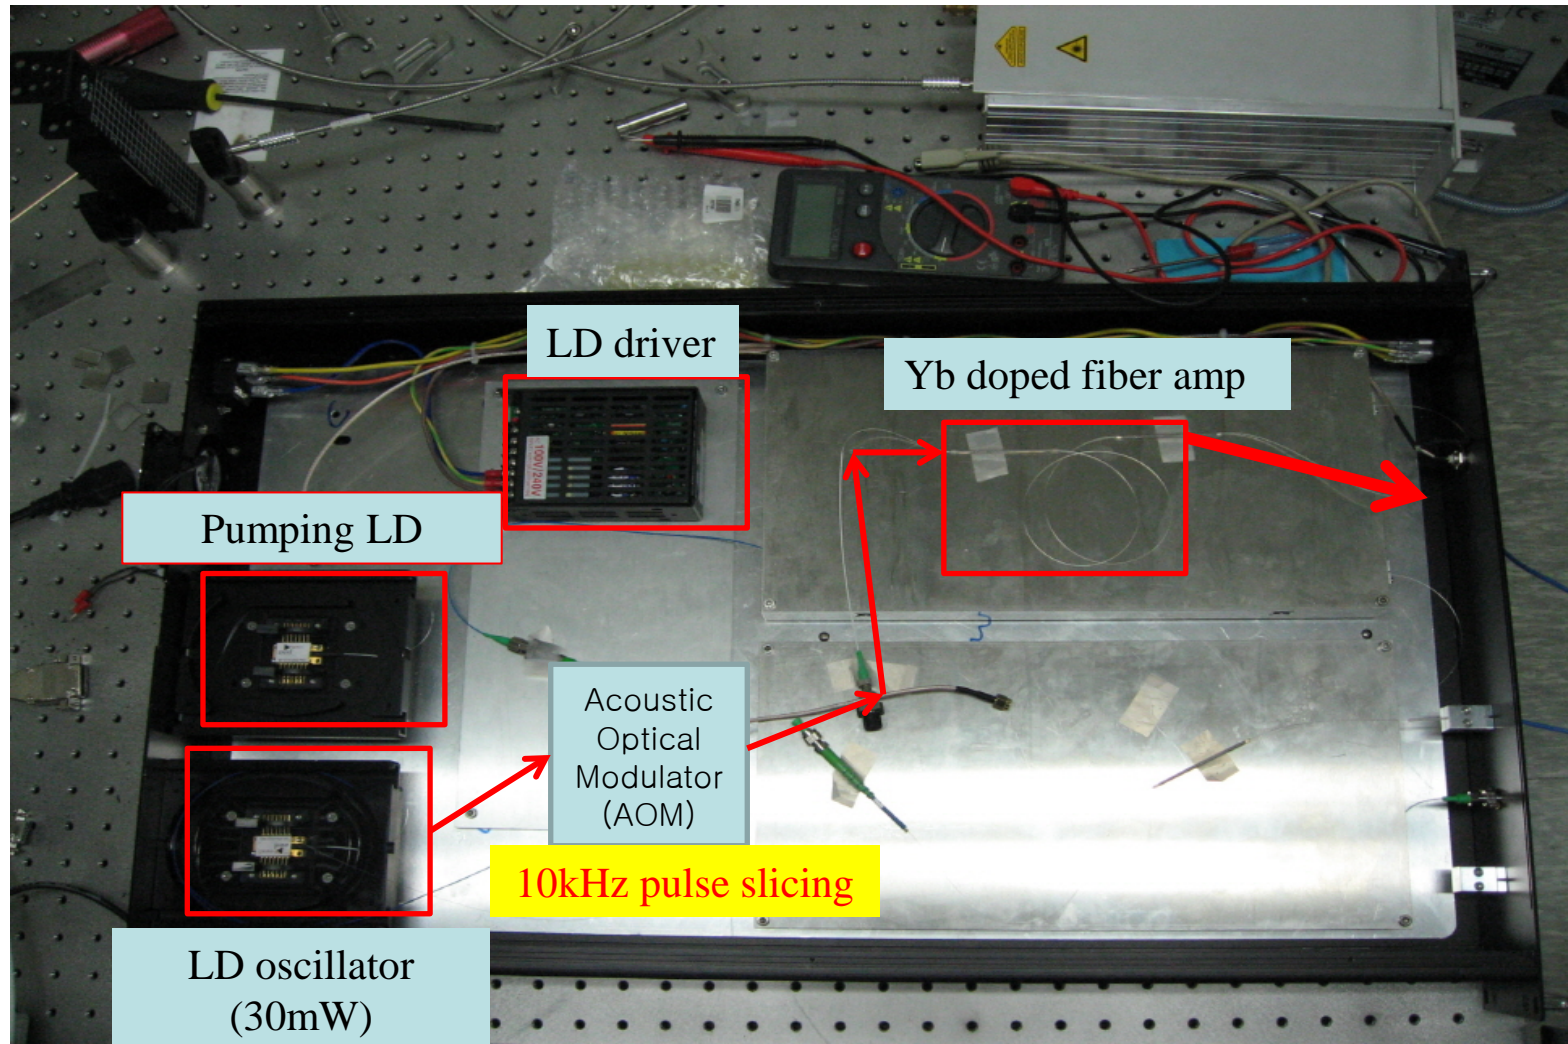 LD driver
Yb doped fiber amp
100V/240V
Pumping LD
Acoustic
Optical
Modulator
(AOM)
10kHz pulse slicing
LD oscillator
(30mW)